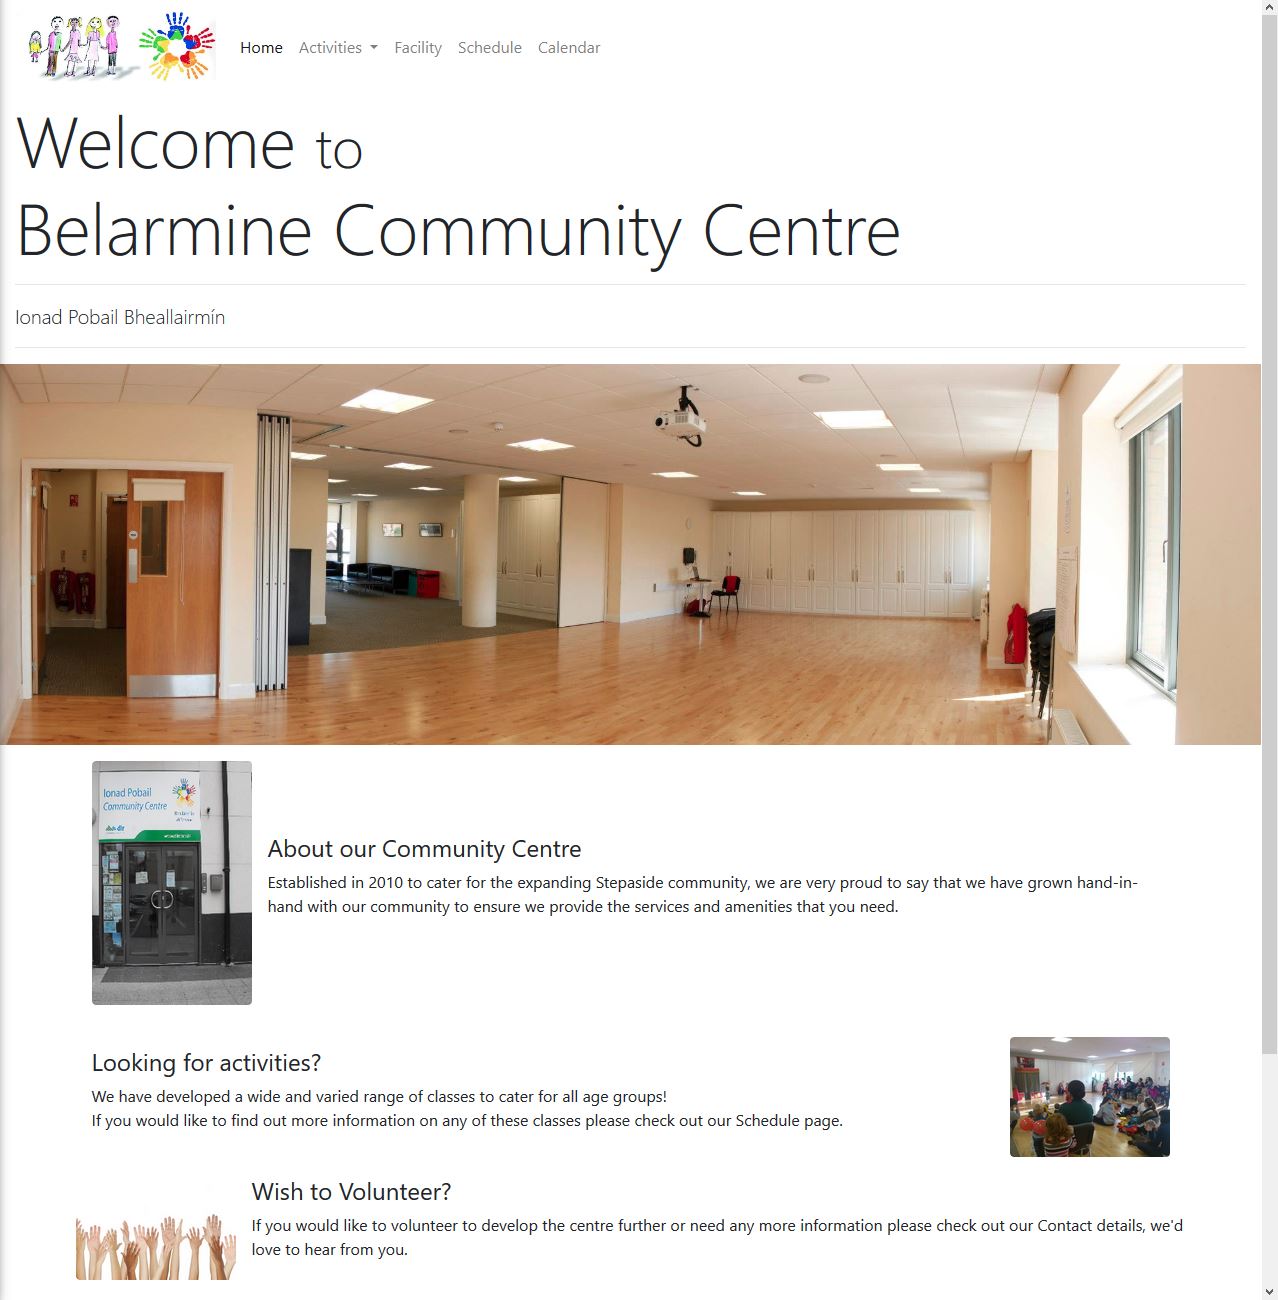 Home Activities Facility Schedule Calendar
Welcome to
Belarmine Community Centre
Ionad Pobail Bheallairmín
Ionad Pobail
Community Centre
dlr
About our Community Centre
Established in 2010 to cater for the expanding Stepaside community, we are very proud to say that we have grown hand-in-
hand with our community to ensure we provide the services and amenities that you need.
Looking for activities?
We have developed a wide and varied range of classes to cater for all age groups!
If you would like to find out more information on any of these classes please check out our Schedule page.
Wish to Volunteer?
If you would like to volunteer to develop the centre further or need any more information please check out our Contact details, we'd
love to hear from you.